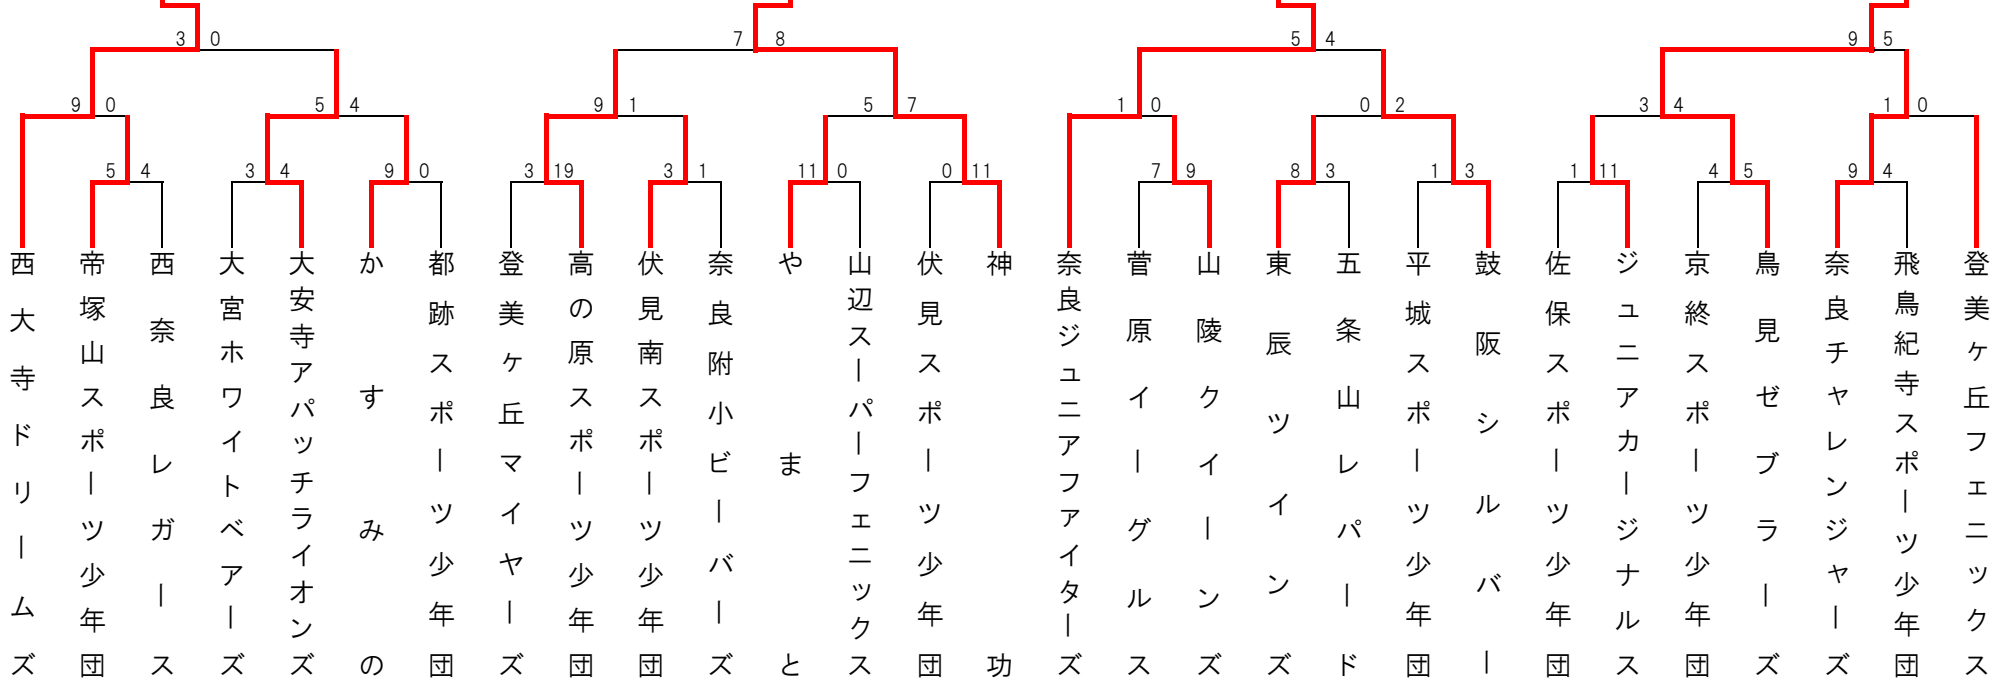 3 0
7 8
5 4
9 5
9 0
5 4
9 1
5 7
1 0
0 2
3 4
1 0
5 4
3 4
9 0
3 19
3 1
11 0
0 11
7 9
8 3
1 3
1 11
4 5
9 4
西大寺ドリームズ
帝塚山スポーツ少年団
西奈良レガース
大宮ホワイトベアーズ
大安寺アパッチライオンズ
かすみの
都跡スポーツ少年団
登美ヶ丘マイヤーズ
高の原スポーツ少年団
伏見南スポーツ少年団
奈良附小ビーバーズ
やまと
山辺スーパーフェニックス
伏見スポーツ少年団
神功
奈良ジュニアファイターズ
菅原イーグルス
山陵クイーンズ
東辰ツインズ
五条山レパード
平城スポーツ少年団
鼓阪シルバー
佐保スポーツ少年団
ジュニアカージナルス
京終スポーツ少年団
鳥見ゼブラーズ
奈良チャレンジャーズ
飛鳥紀寺スポーツ少年団
登美ヶ丘フェニックス